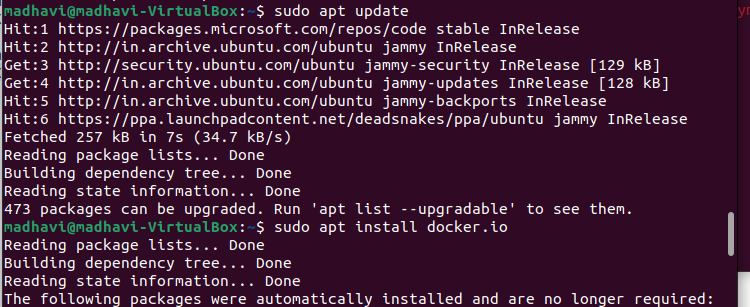 madhavi@madhavi-VirtualBox:~$ sudo apt update
Hit:1 https://packages.microsoft.com/repos/code stable InRelease
Hit:2 http://in.archive.ubuntu.com/ubuntu jammy InRelease
Get:3 http://security.ubuntu.com/ubuntu jammy-security InRelease [129 kB]
Get:4 http://in.archive.ubuntu.com/ubuntu jammy-updates InRelease [128 kB]
Hit:5 http://in.archive.ubuntu.com/ubuntu jammy-backports InRelease
Hit:6 https://ppa.launchpadcontent.net/deadsnakes/ppa/ubuntu jammy InRelease
Fetched 257 kB in 7s (34.7 kB/s)
Reading package lists... Done
Building dependency tree... Done
Reading state information... Done
473 packages can be upgraded. Run 'apt list --upgradable' to see them.
madhavi@madhavi-VirtualBox:~$ sudo apt install docker.io
Reading package lists... Done
Building dependency tree... Done
Reading state information... Done
The following packages were automatically installed and are no longer required: